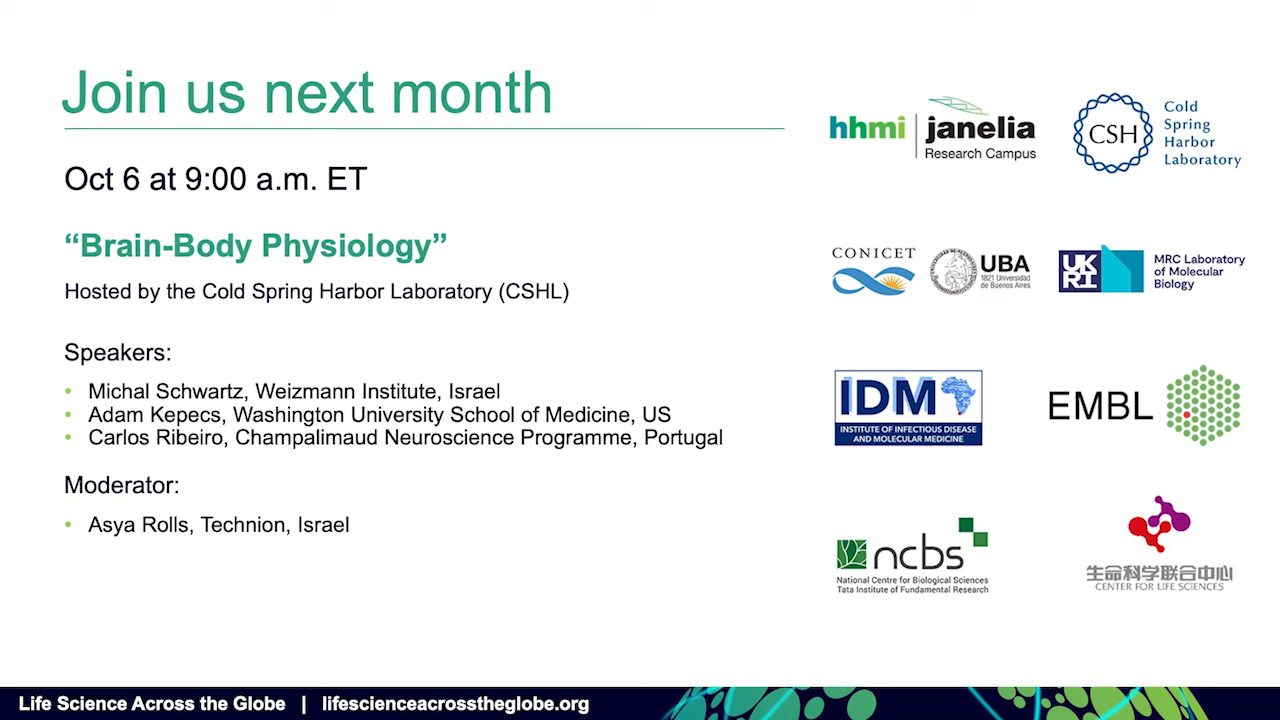 Join us next month
Oct 6 at 9:00 a.m. ET
“Brain-Body Physiology”
Hosted by the Cold Spring Harbor Laboratory (CSHL)
Speakers:
• Michal Schwartz, Weizmann Institute, Israel
• Adam Kepecs, Washington University School of Medicine, US
• Carlos Ribeiro, Champalimaud Neuroscience Programme, Portugal
Moderator:
• Asya Rolls, Technion, Israel
hhmi | janelia
Research Campus
CSH
Cold
Spring
Harbor
Laboratory
CONICET
UBA
1821 Universidad
de Buenos Aires
UK
RI
MRC Laboratory
of Molecular
Biology
IDM
INSTITUTE OF INFECTIOUS DISEASE
AND MOLECULAR MEDICINE
EMBL
ncbs
National Centre for Biological Sciences
Tata Institute of Fundamental Research
生命科学联合中心
CENTER FOR LIFE SCIENCES
Life Science Across the Globe | lifescienceacrosstheglobe.org